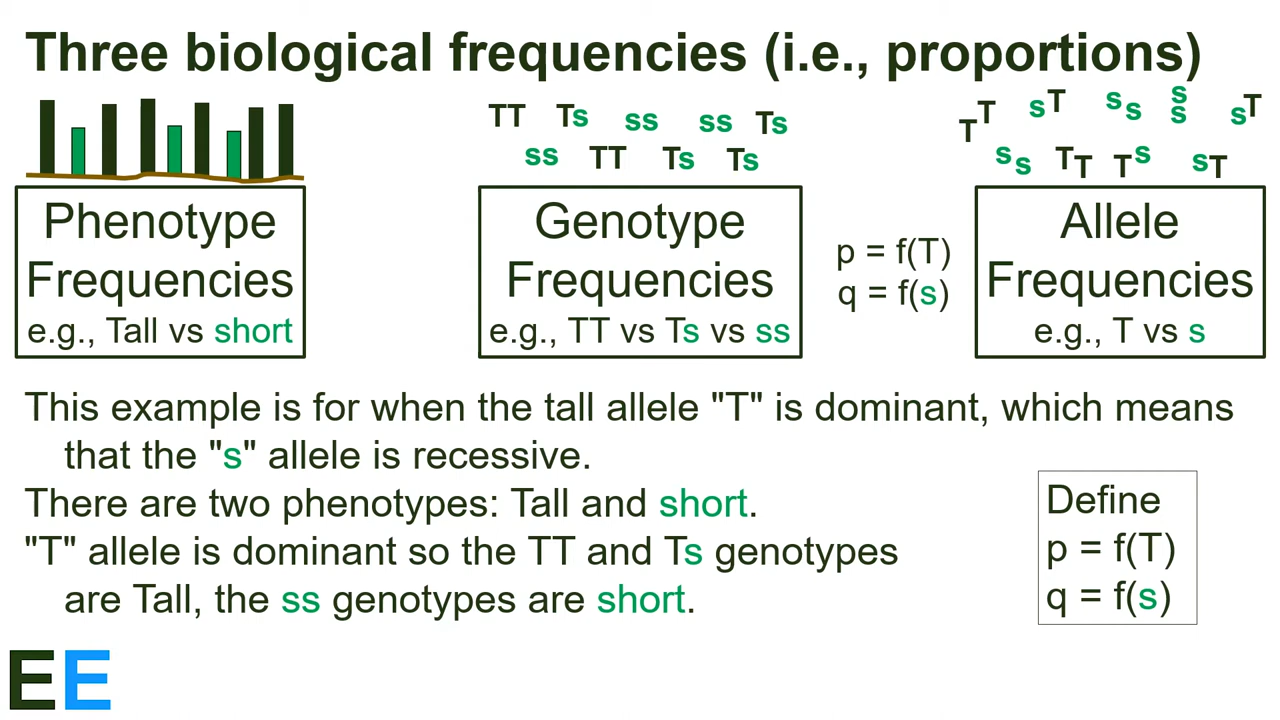 Three biological frequencies (i.e., proportions)
TT Ts ss ss Ts
ss TT Ts Ts
T T s T s s s s s T
s s T T T s s T
Phenotype
Frequencies
e.g., Tall vs short
Genotype
Frequencies
e.g., TT vs Ts vs ss
p = f(T)
q = f(s)
Allele
Frequencies
e.g., T vs s
This example is for when the tall allele "T" is dominant, which means
that the "s" allele is recessive.
There are two phenotypes: Tall and short.
"T" allele is dominant so the TT and Ts genotypes
are Tall, the ss genotypes are short.
Define
p = f(T)
q = f(s)
EE